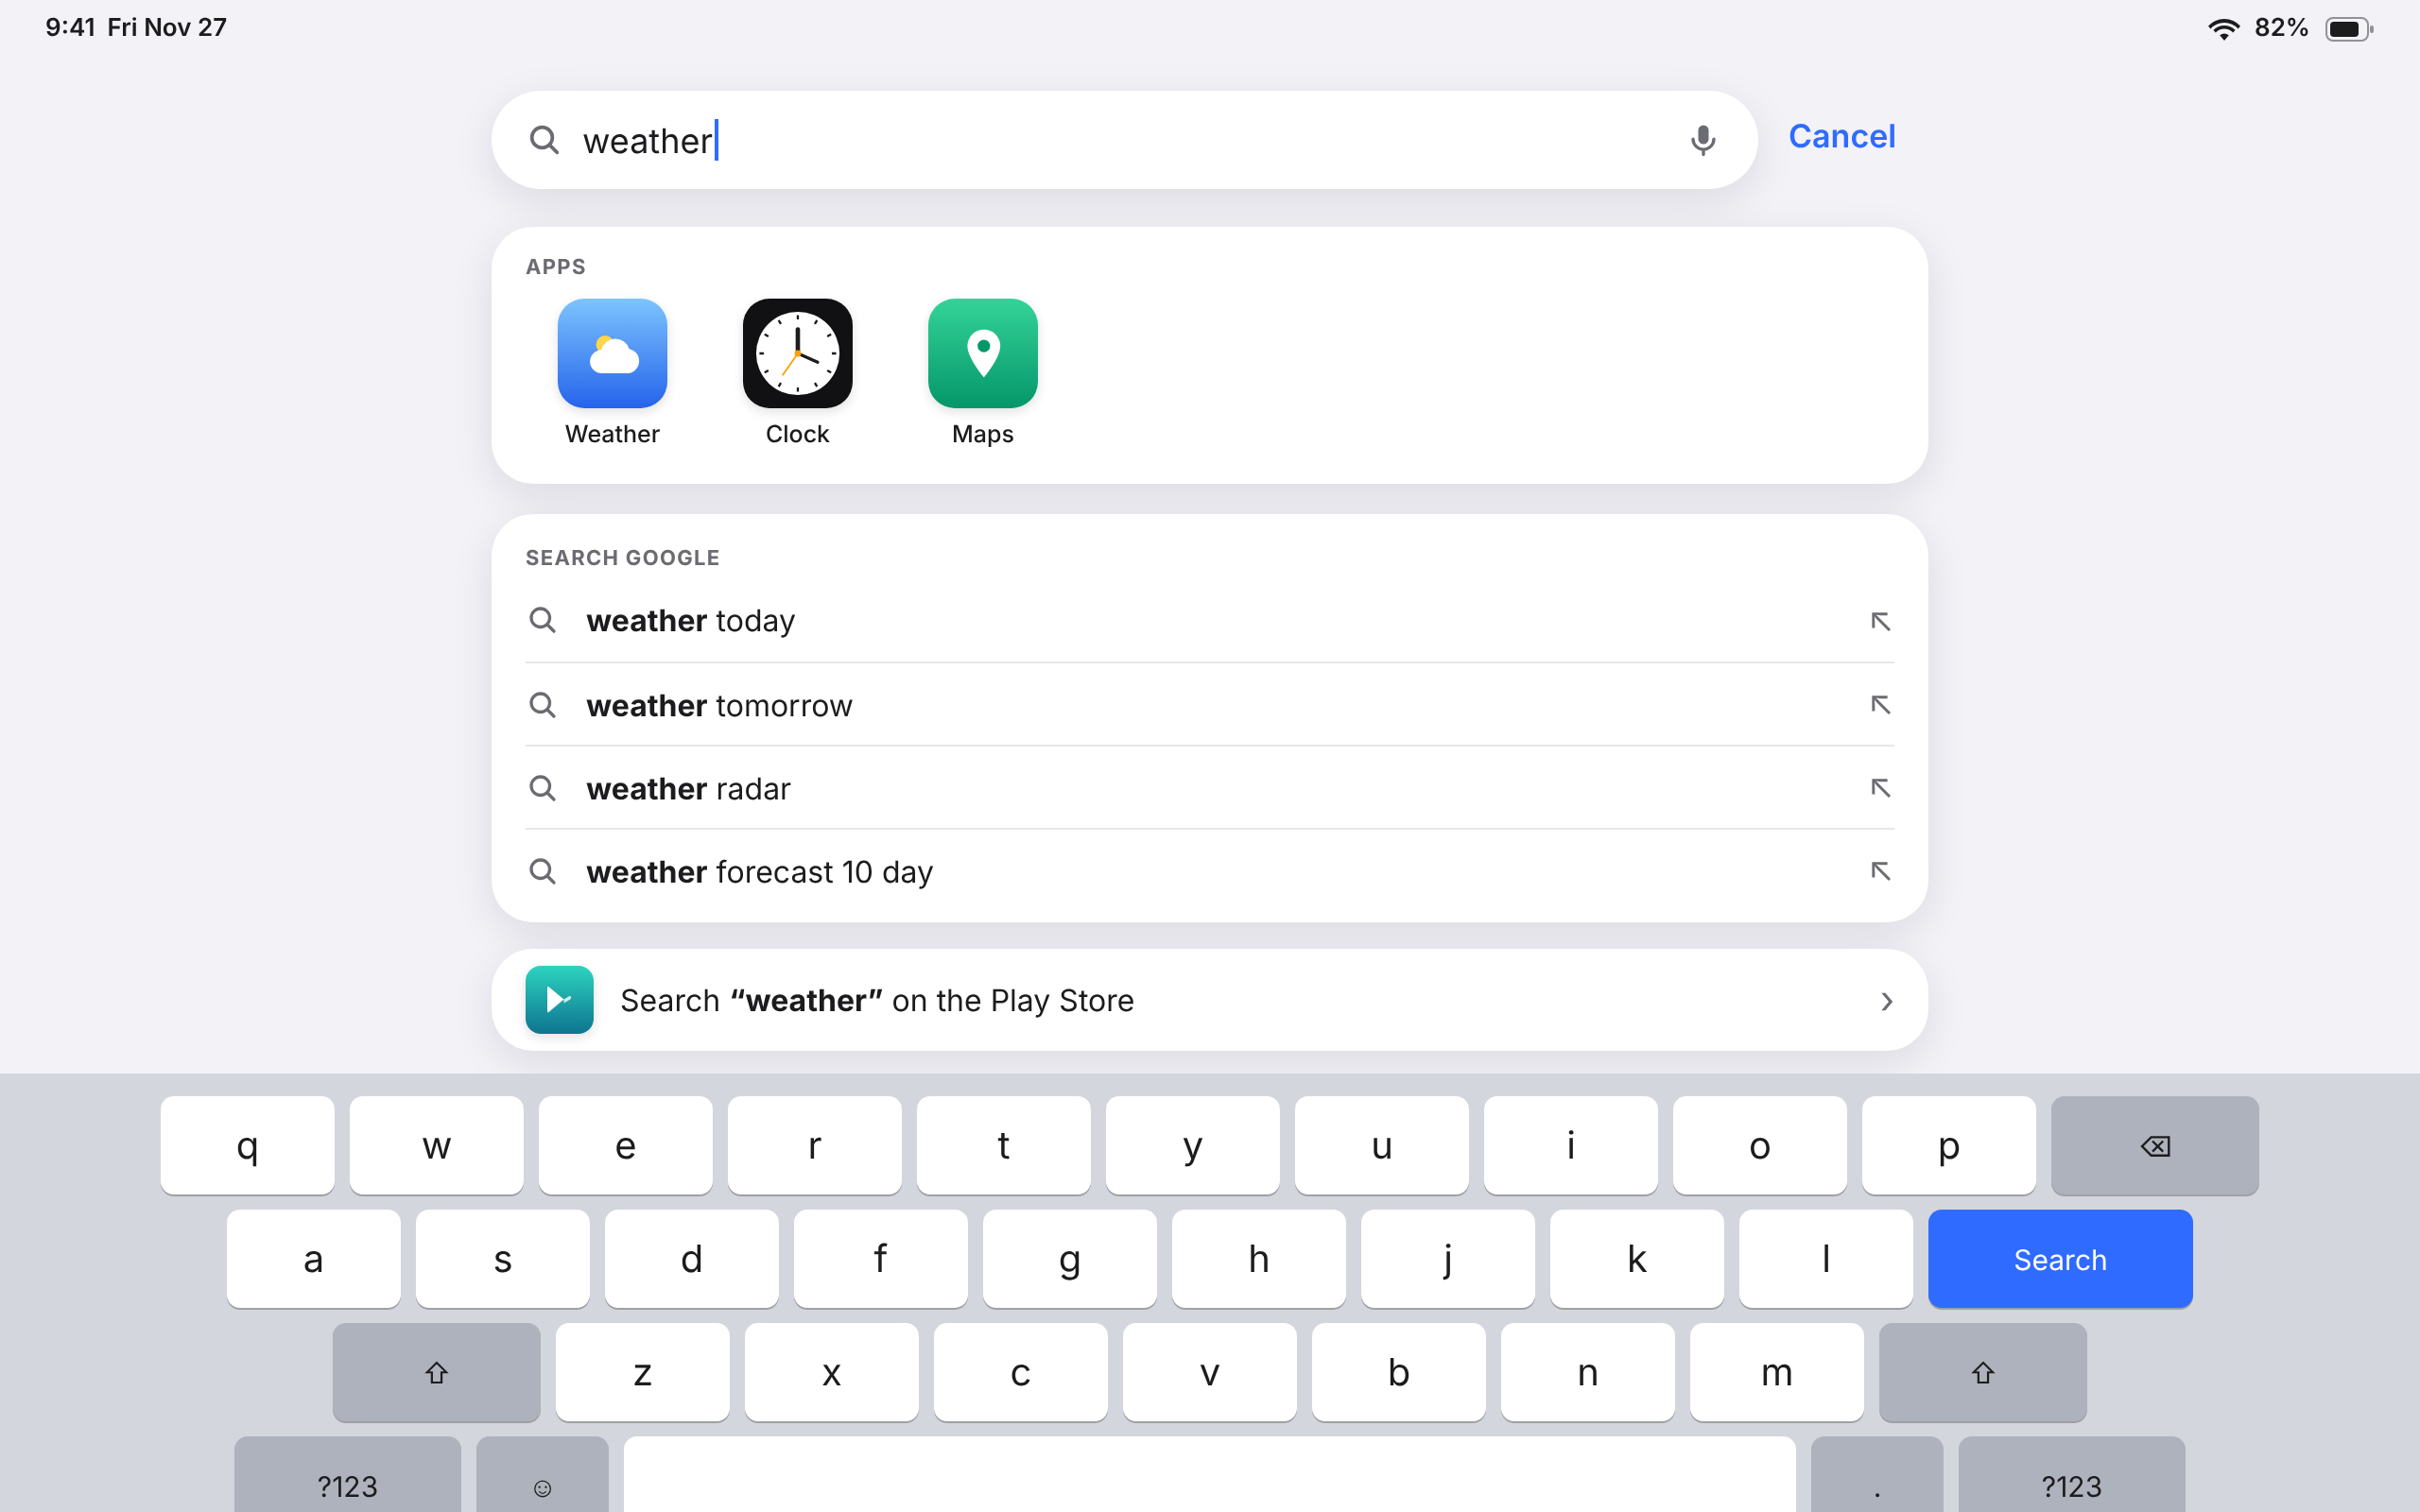 9:41 Fri Nov 27
82%
weather
Cancel
APPS
Weather Clock Maps
SEARCH GOOGLE
weather today
weather tomorrow
weather radar
weather forecast 10 day
Search “weather” on the Play Store
q w e r t y u i o p
a s d f g h j k l Search
z x c v b n m
?123 . ?123